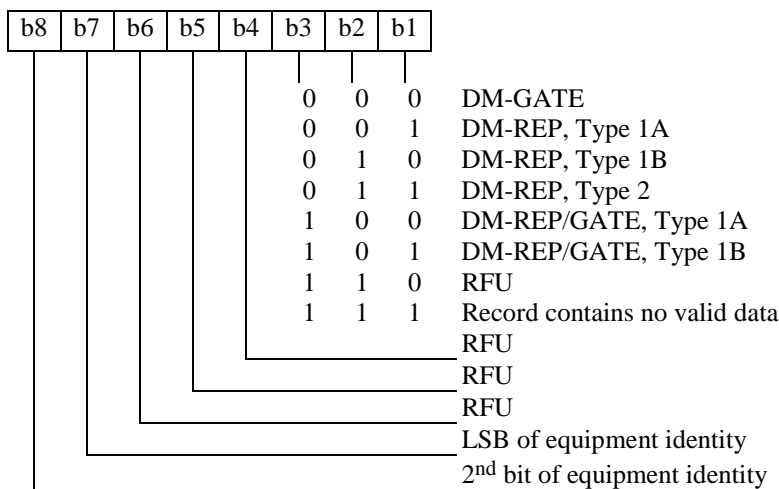 b8 b7 b6 b5 b4 b3 b2 b1
0 0 0 DM-GATE
0 0 1 DM-REP, Type 1A
0 1 0 DM-REP, Type 1B
0 1 1 DM-REP, Type 2
1 0 0 DM-REP/GATE, Type 1A
1 0 1 DM-REP/GATE, Type 1B
1 1 0 RFU
1 1 1 Record contains no valid data
RFU
RFU
RFU
LSB of equipment identity
2nd bit of equipment identity